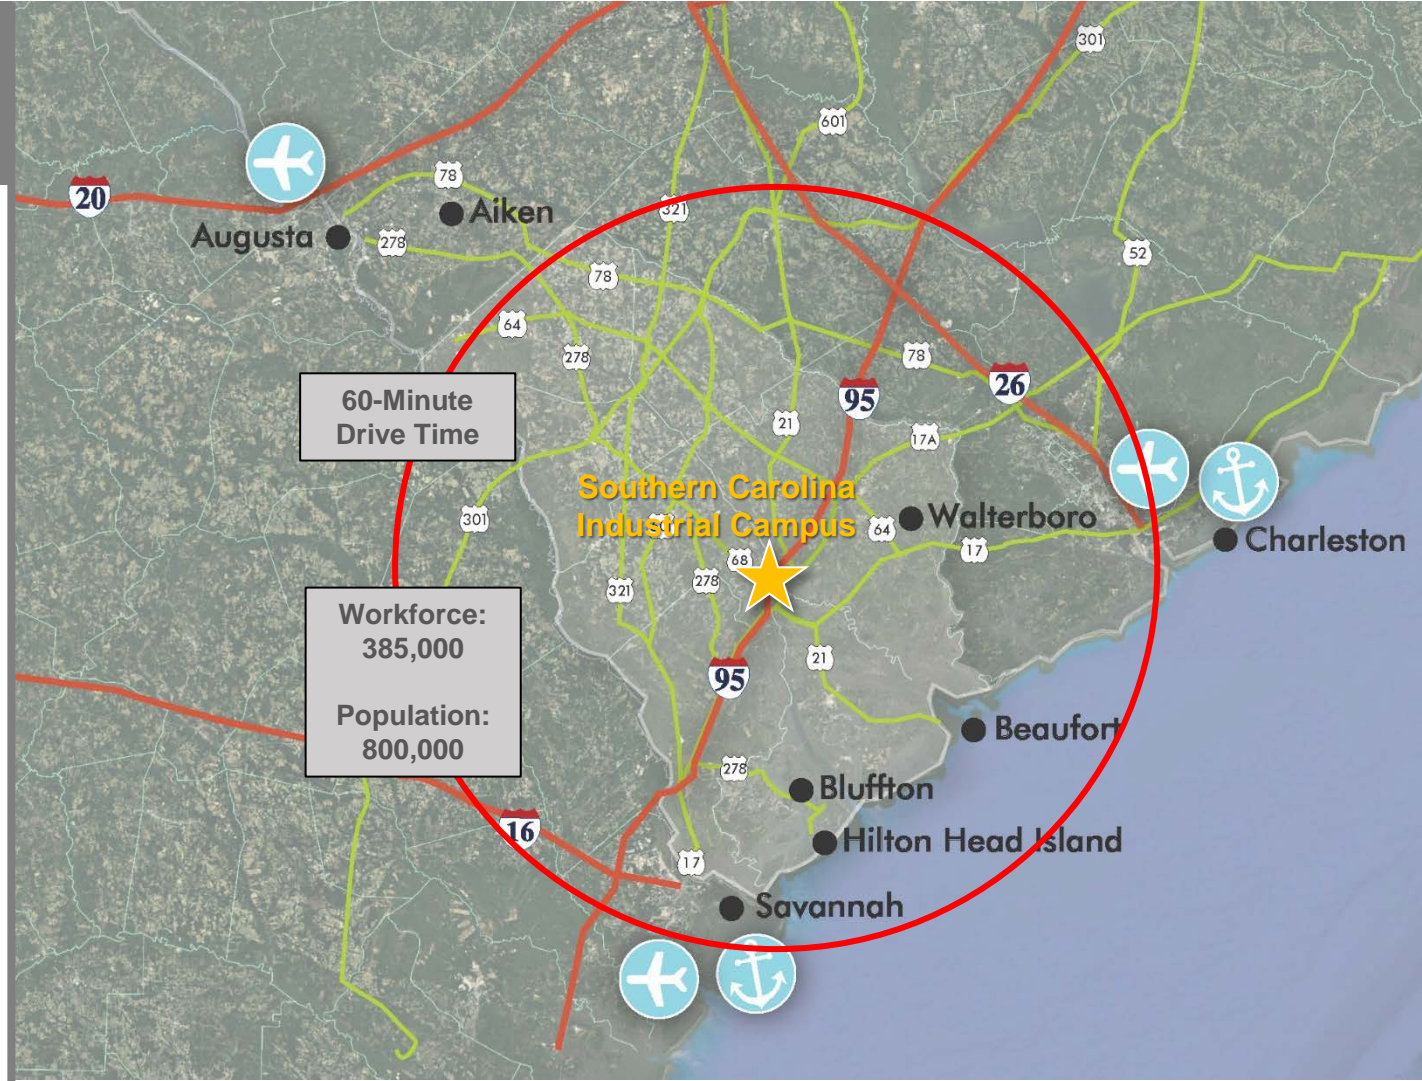 301
601
78
20
Aiken
321
Augusta
278
52
78
64
278
78
26
95
60-Minute
Drive Time
21
17A
Southern Carolina
Industrial Campus
301
Walterboro
64
17
Charleston
68
278
321
Workforce:
385,000
Population:
800,000
21
95
Beaufort
278
Bluffton
16
Hilton Head Island
17
Savannah